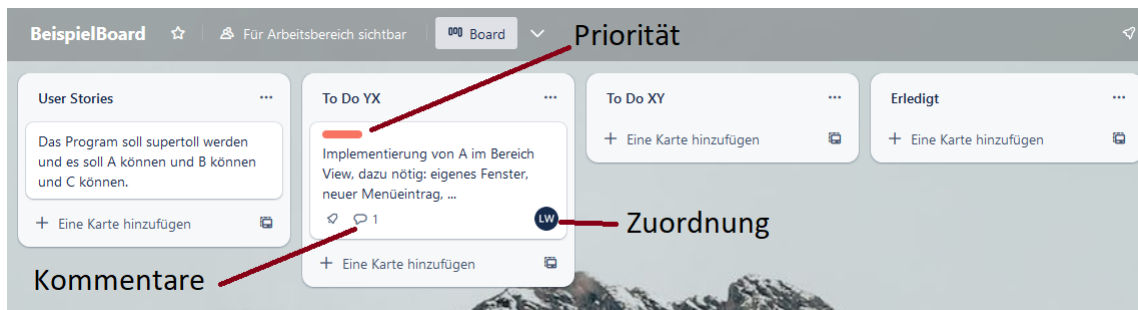 BeispielBoard Für Arbeitsbereich sichtbar Board
Priorität
User Stories
Das Program soll supertoll werden
und es soll A können und B können
und C können.
+ Eine Karte hinzufügen
To Do YX
Implementierung von A im Bereich
View, dazu nötig: eigenes Fenster,
neuer Menüeintrag, ...
1 LW
+ Eine Karte hinzufügen
To Do XY
+ Eine Karte hinzufügen
Erledigt
+ Eine Karte hinzufügen
Zuordnung
Kommentare